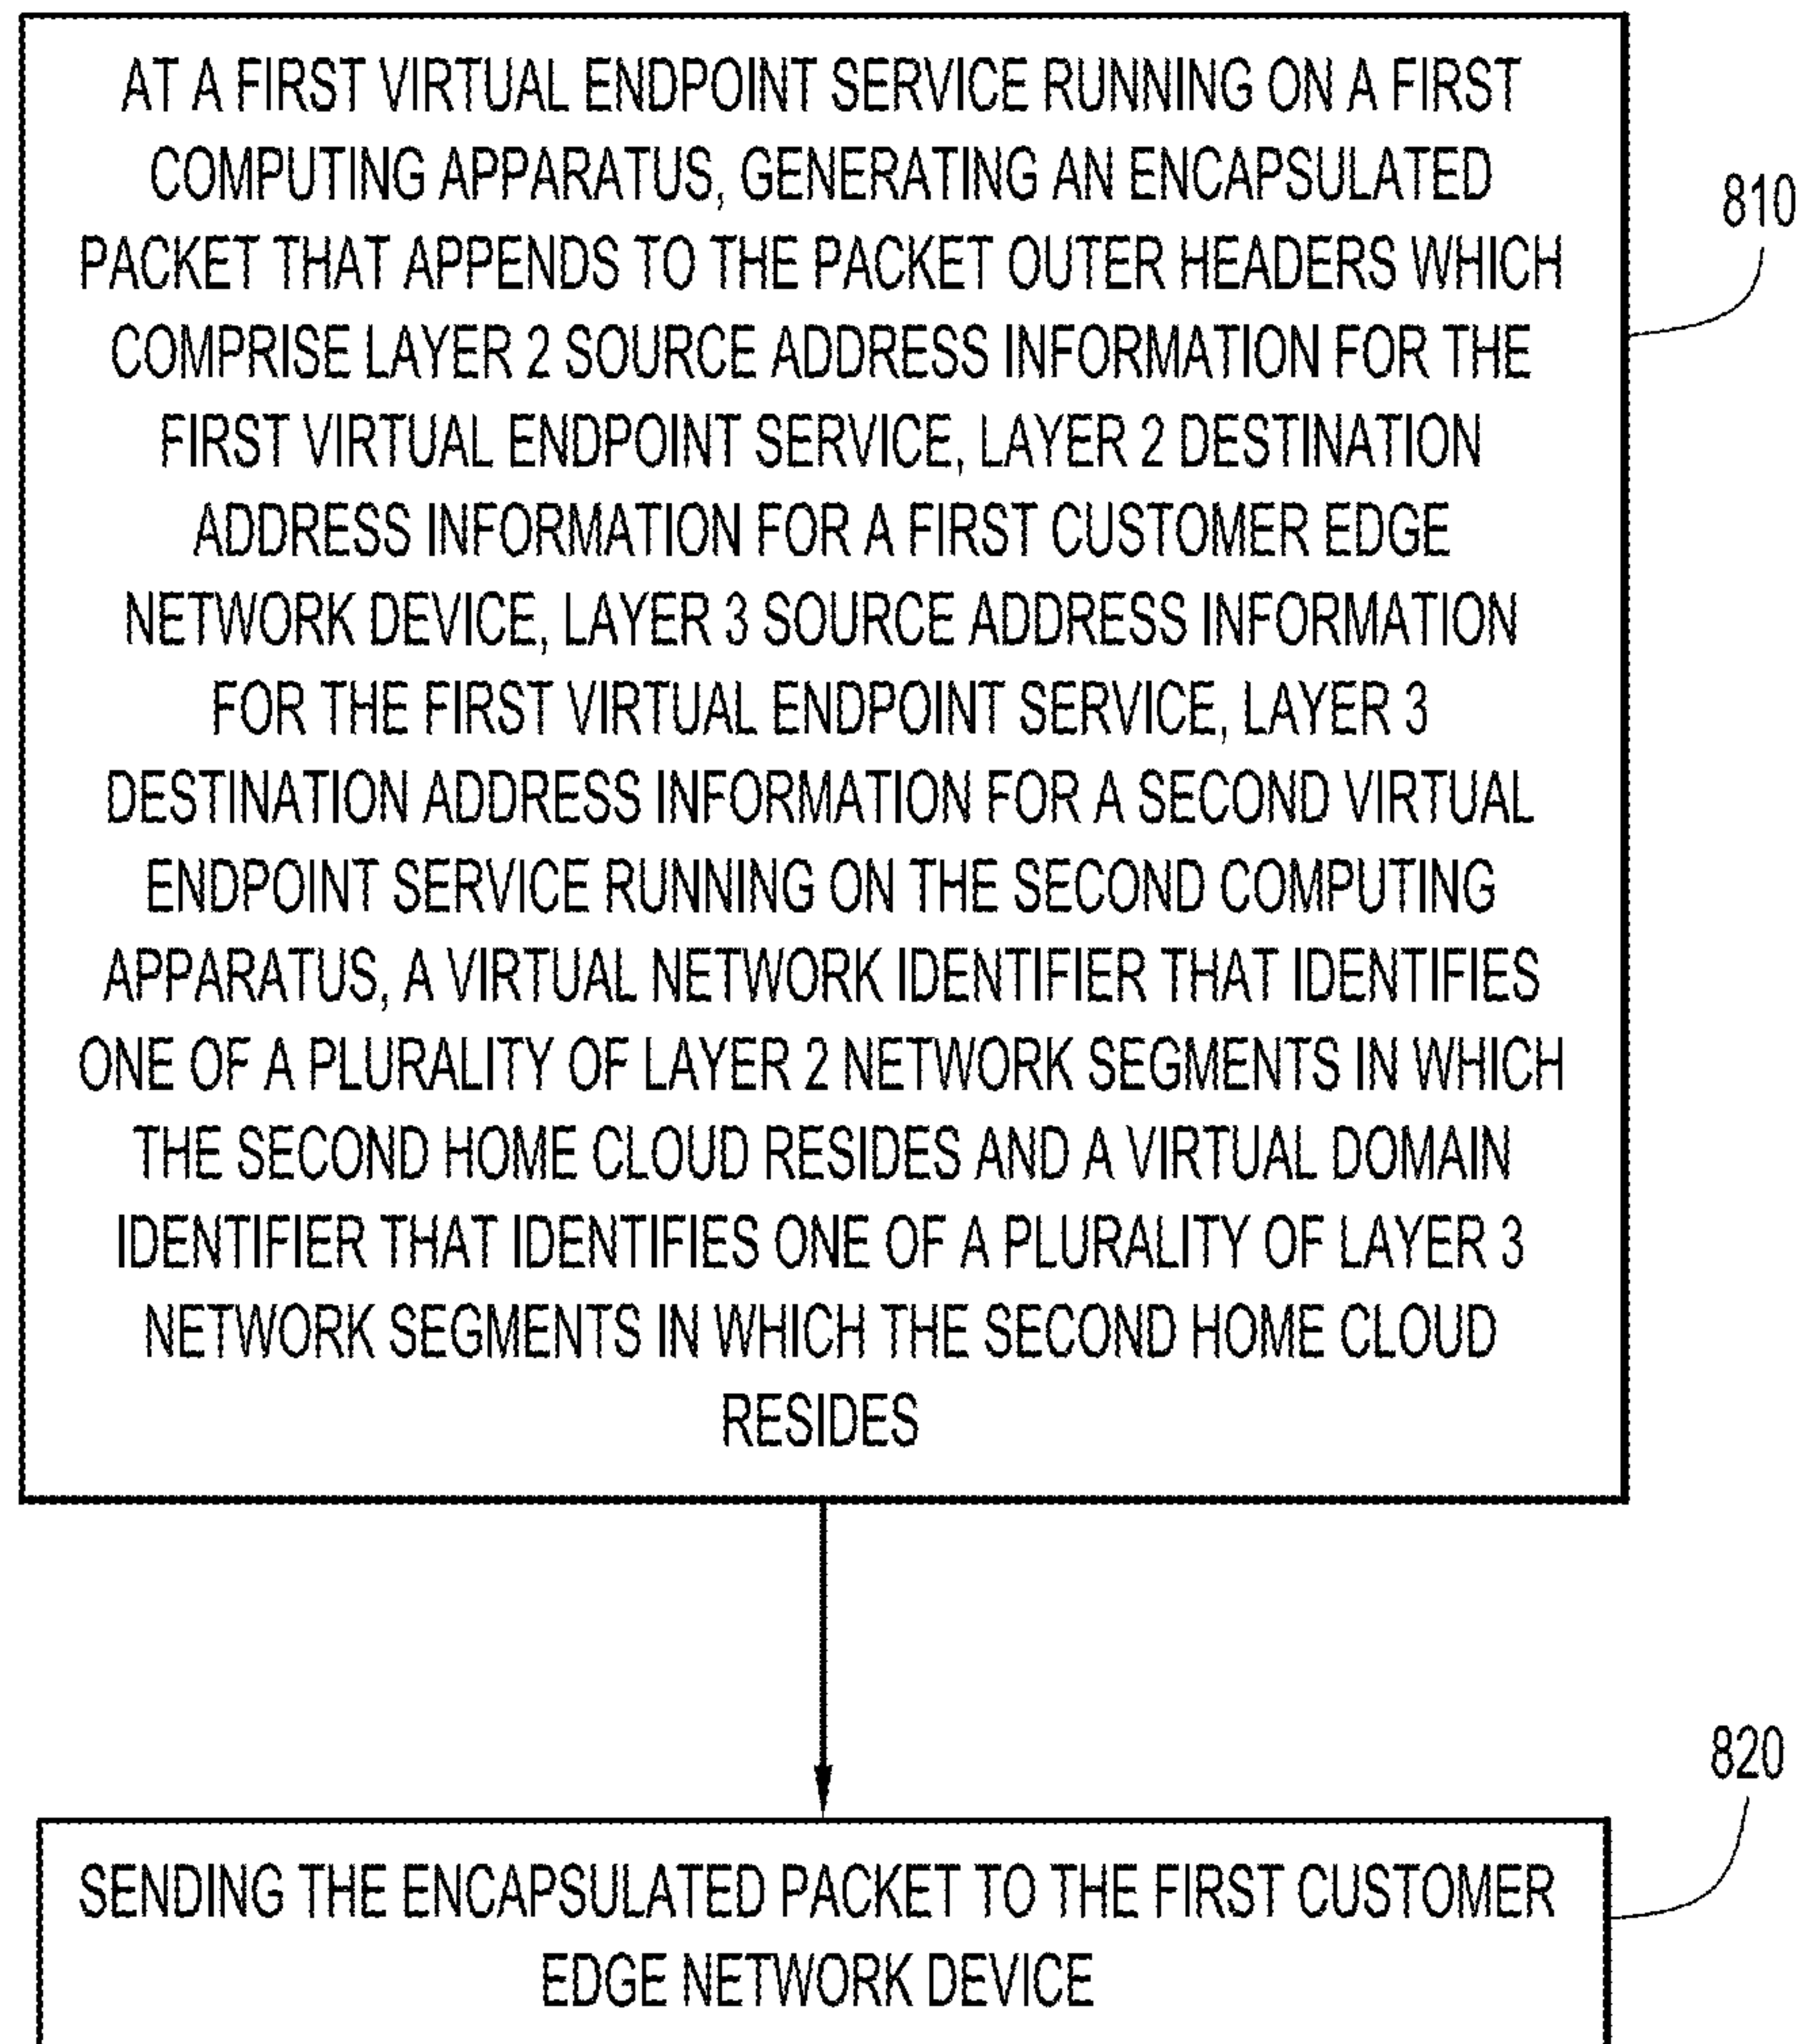 AT A FIRST VIRTUAL ENDPOINT SERVICE RUNNING ON A FIRST
COMPUTING APPARATUS, GENERATING AN ENCAPSULATED
PACKET THAT APPENDS TO THE PACKET OUTER HEADERS WHICH
COMPRISE LAYER 2 SOURCE ADDRESS INFORMATION FOR THE
FIRST VIRTUAL ENDPOINT SERVICE, LAYER 2 DESTINATION
ADDRESS INFORMATION FOR A FIRST CUSTOMER EDGE
NETWORK DEVICE, LAYER 3 SOURCE ADDRESS INFORMATION
FOR THE FIRST VIRTUAL ENDPOINT SERVICE, LAYER 3
DESTINATION ADDRESS INFORMATION FOR A SECOND VIRTUAL
ENDPOINT SERVICE RUNNING ON THE SECOND COMPUTING
APPARATUS, A VIRTUAL NETWORK IDENTIFIER THAT IDENTIFIES
ONE OF A PLURALITY OF LAYER 2 NETWORK SEGMENTS IN WHICH
THE SECOND HOME CLOUD RESIDES AND A VIRTUAL DOMAIN
IDENTIFIER THAT IDENTIFIES ONE OF A PLURALITY OF LAYER 3
NETWORK SEGMENTS IN WHICH THE SECOND HOME CLOUD
RESIDES
810
820
SENDING THE ENCAPSULATED PACKET TO THE FIRST CUSTOMER
EDGE NETWORK DEVICE